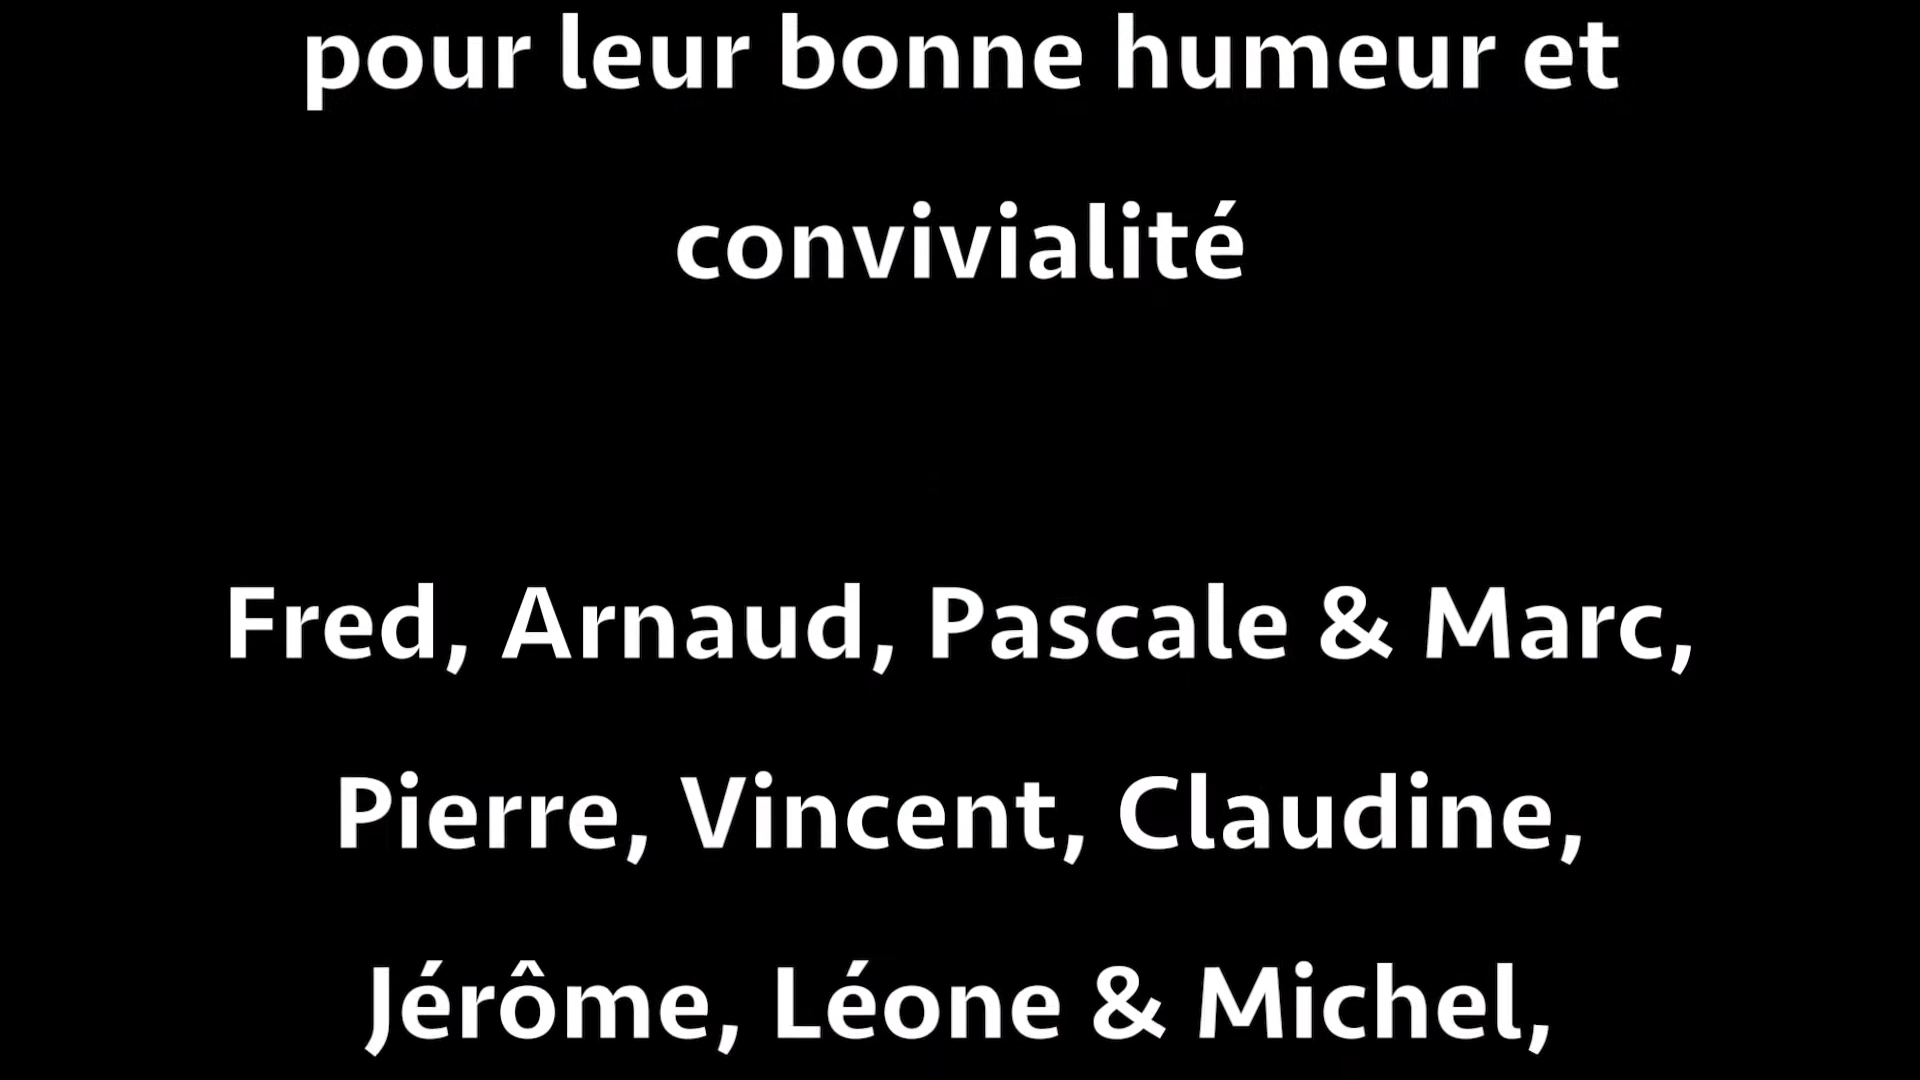 pour leur bonne humeur et
convivialité
Fred, Arnaud, Pascale & Marc,
Pierre, Vincent, Claudine,
Jérôme, Léone & Michel,